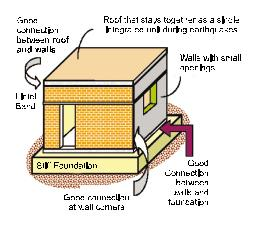 Good
connection
between roof
and walls
Roof that stays together as a single
integral unit during earthquakes
Walls with small
openings
Lintel
Band
Stiff Foundation
Good connection
at wall corners
Good
Connection
between
walls and
foundation